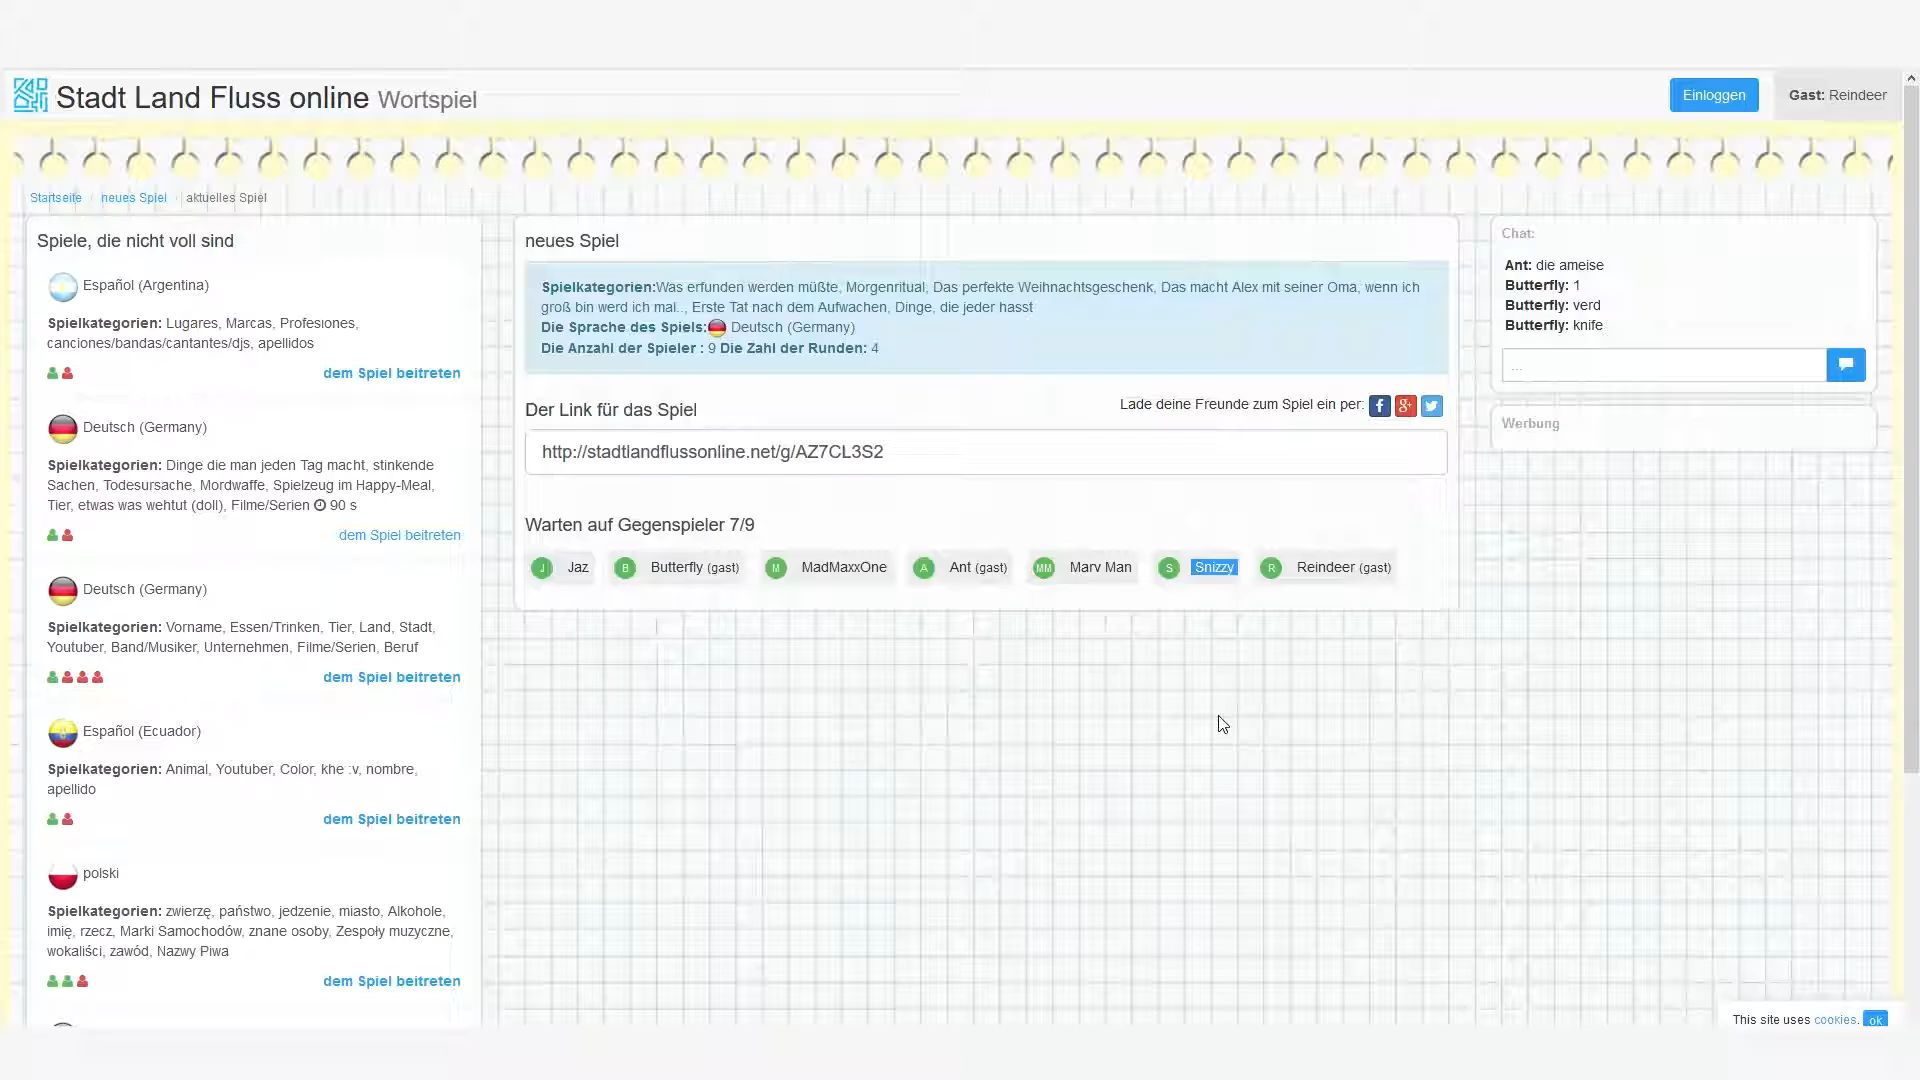 Stadt Land Fluss online Wortspiel
Einloggen
Gast: Reindeer
Startseite / neues Spiel / aktuelles Spiel
Spiele, die nicht voll sind
Español (Argentina)
Spielkategorien: Lugares, Marcas, Profesiones,
canciones/bandas/cantantes/djs, apellidos
dem Spiel beitreten
Deutsch (Germany)
Spielkategorien: Dinge die man jeden Tag macht, stinkende
Sachen, Todesursache, Mordwaffe, Spielzeug im Happy-Meal,
Tier, etwas was wehtut (doll), Filme/Serien 90 s
dem Spiel beitreten
Deutsch (Germany)
Spielkategorien: Vorname, Essen/Trinken, Tier, Land, Stadt,
Youtuber, Band/Musiker, Unternehmen, Filme/Serien, Beruf
dem Spiel beitreten
Español (Ecuador)
Spielkategorien: Animal, Youtuber, Color, khe :v, nombre,
apellido
dem Spiel beitreten
polski
Spielkategorien: zwierzę, państwo, jedzenie, miasto, Alkohole,
imię, rzecz, Marki Samochodów, znane osoby, Zespoły muzyczne,
wokaliści, zawód, Nazwy Piwa
dem Spiel beitreten
neues Spiel
Spielkategorien:Was erfunden werden müßte, Morgenritual, Das perfekte Weihnachtsgeschenk, Das macht Alex mit seiner Oma, wenn ich
groß bin werd ich mal.., Erste Tat nach dem Aufwachen, Dinge, die jeder hasst
Die Sprache des Spiels: Deutsch (Germany)
Die Anzahl der Spieler : 9 Die Zahl der Runden: 4
Der Link für das Spiel
Lade deine Freunde zum Spiel ein per: f g+
http://stadtlandflussonline.net/g/AZ7CL3S2
Warten auf Gegenspieler 7/9
J Jaz B Butterfly (gast) M MadMaxxOne A Ant (gast) MM Marv Man S Snizzy R Reindeer (gast)
Chat:
Ant: die ameise
Butterfly: 1
Butterfly: verd
Butterfly: knife
...
Werbung
This site uses cookies. ok